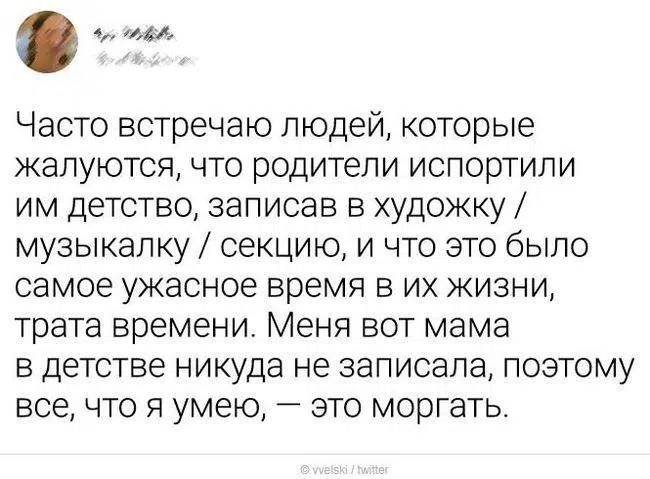 Часто встречаю людей, которые
жалуются, что родители испортили
им детство, записав в художку /
музыкалку / секцию, и что это было
самое ужасное время в их жизни,
трата времени. Меня вот мама
в детстве никуда не записала, поэтому
все, что я умею, — это моргать.
© vvelski / twitter